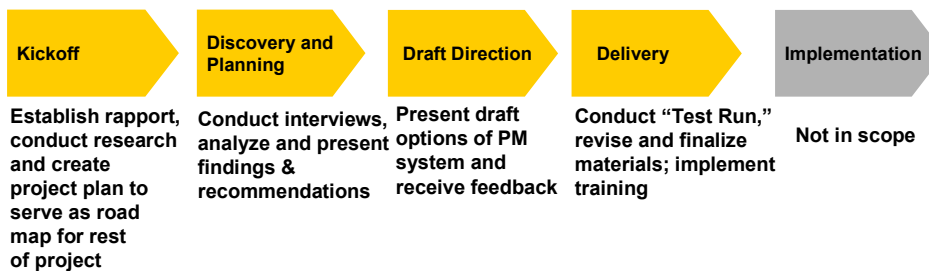 Kickoff
Establish rapport,
conduct research
and create
project plan to
serve as road
map for rest
of project
Discovery and
Planning
Conduct interviews,
analyze and present
findings &
recommendations
Draft Direction
Present draft
options of PM
system and
receive feedback
Delivery
Conduct “Test Run,”
revise and finalize
materials; implement
training
Implementation
Not in scope